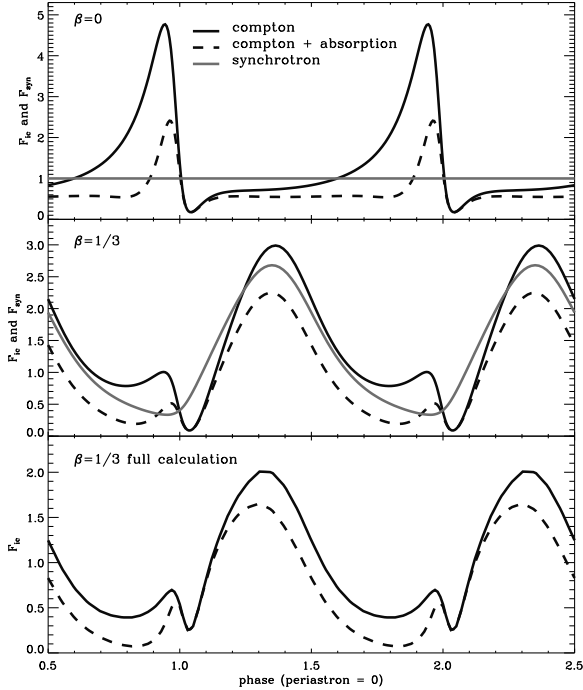 β=0
compton
compton + absorption
synchrotron
F_ic and F_syn
5
4
3
2
1
0
β=1/3
F_ic and F_syn
3.0
2.5
2.0
1.5
1.0
0.5
0.0
β=1/3 full calculation
F_ic
2.0
1.5
1.0
0.5
0.0
0.5 1.0 1.5 2.0 2.5
phase (periastron = 0)